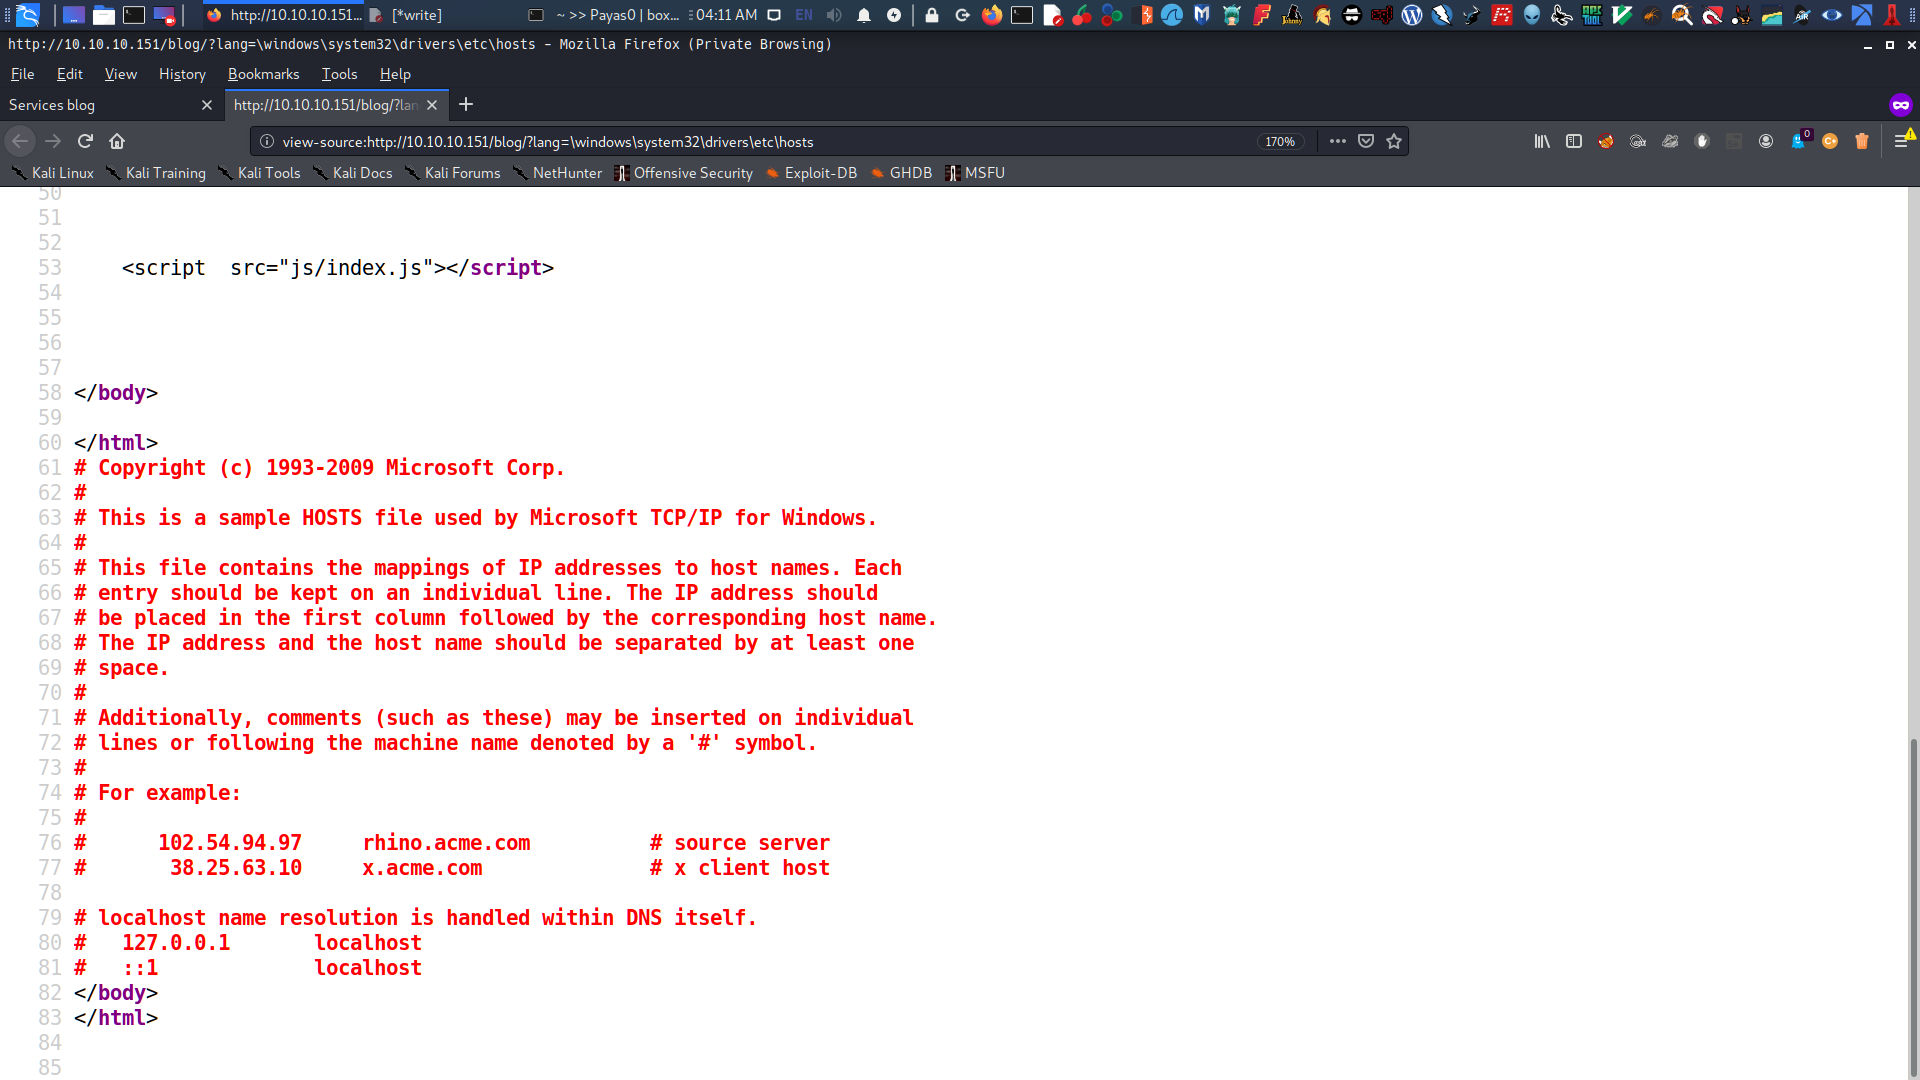 http://10.10.10.151...
[*write]
~ >> Payas0 | box...
04:11 AM
EN
http://10.10.10.151/blog/?lang=\windows\system32\drivers\etc\hosts - Mozilla Firefox (Private Browsing)
File Edit View History Bookmarks Tools Help
Services blog
http://10.10.10.151/blog/?lan
view-source:http://10.10.10.151/blog/?lang=\windows\system32\drivers\etc\hosts
170%
0
Kali Linux Kali Training Kali Tools Kali Docs Kali Forums NetHunter Offensive Security Exploit-DB GHDB MSFU
50
51
52
53     <script  src="js/index.js"></script>
54
55
56
57
58 </body>
59
60 </html>
61 # Copyright (c) 1993-2009 Microsoft Corp.
62 #
63 # This is a sample HOSTS file used by Microsoft TCP/IP for Windows.
64 #
65 # This file contains the mappings of IP addresses to host names. Each
66 # entry should be kept on an individual line. The IP address should
67 # be placed in the first column followed by the corresponding host name.
68 # The IP address and the host name should be separated by at least one
69 # space.
70 #
71 # Additionally, comments (such as these) may be inserted on individual
72 # lines or following the machine name denoted by a '#' symbol.
73 #
74 # For example:
75 #
76 #      102.54.94.97     rhino.acme.com          # source server
77 #       38.25.63.10     x.acme.com              # x client host
78
79 # localhost name resolution is handled within DNS itself.
80 #   127.0.0.1       localhost
81 #   ::1             localhost
82 </body>
83 </html>
84
85